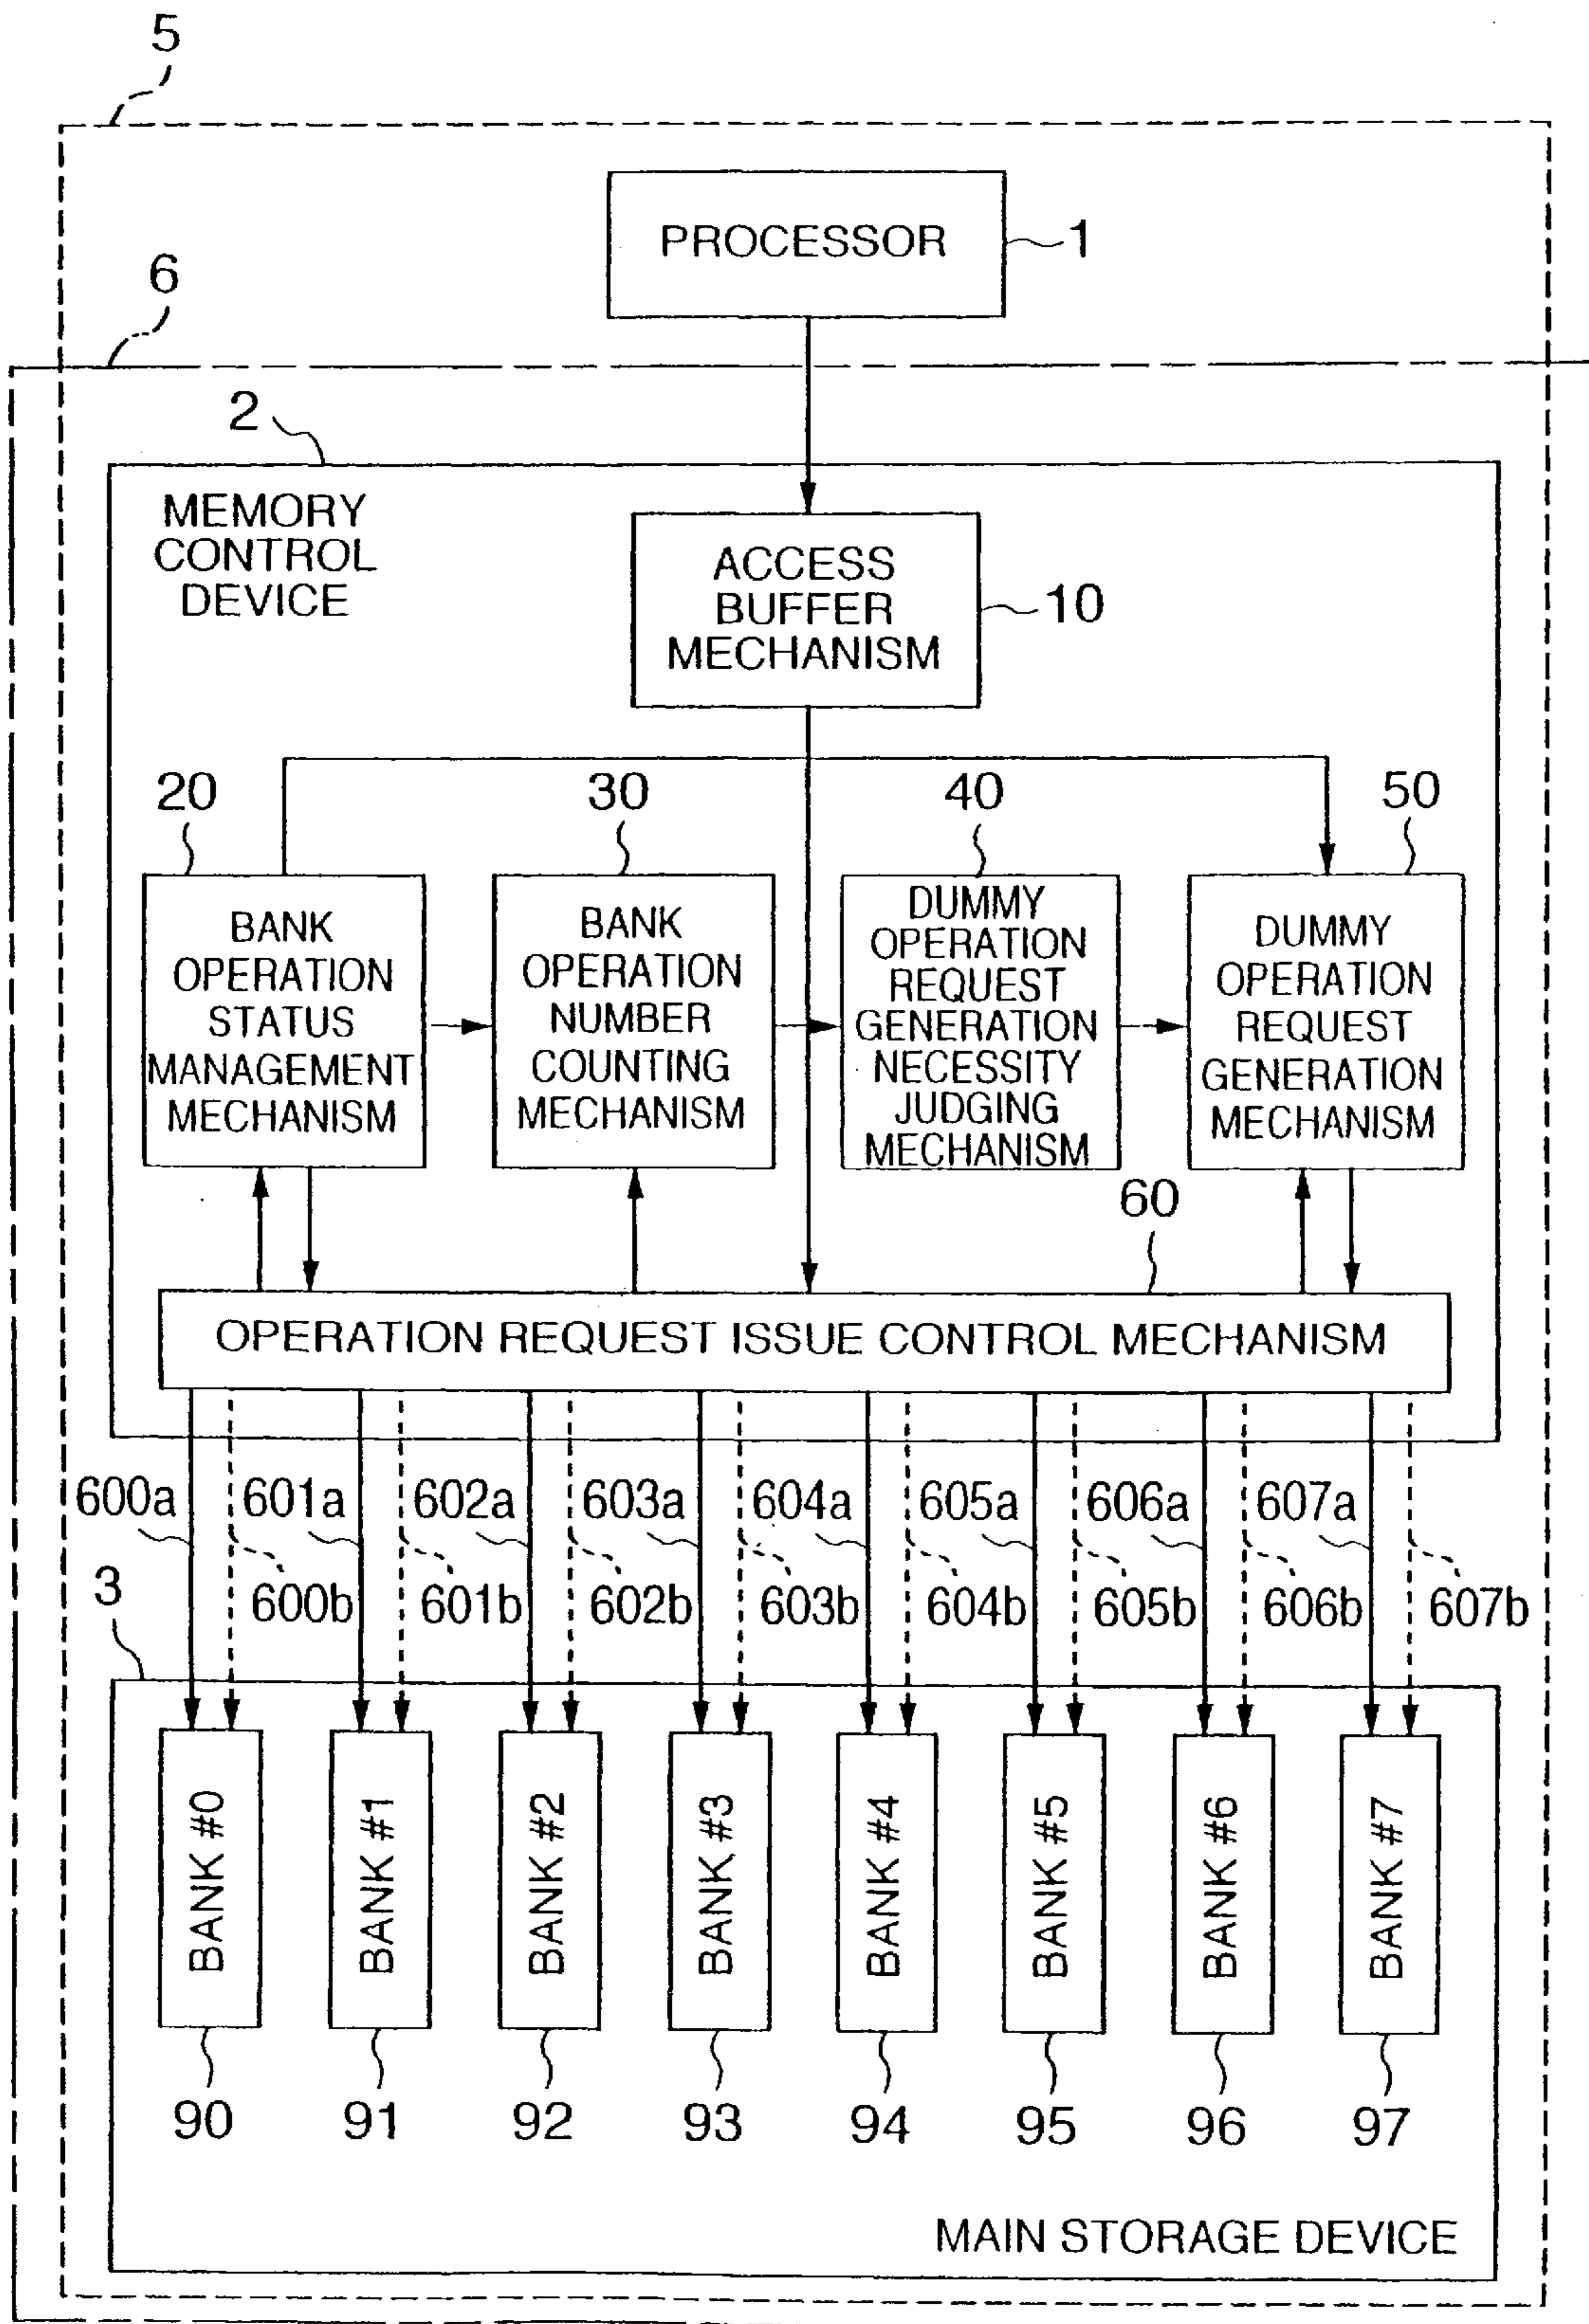 5
PROCESSOR
1
6
2
MEMORY
CONTROL
DEVICE
ACCESS
BUFFER
MECHANISM
10
20
30
40
50
BANK
OPERATION
STATUS
MANAGEMENT
MECHANISM
BANK
OPERATION
NUMBER
COUNTING
MECHANISM
DUMMY
OPERATION
REQUEST
GENERATION
NECESSITY
JUDGING
MECHANISM
DUMMY
OPERATION
REQUEST
GENERATION
MECHANISM
60
OPERATION REQUEST ISSUE CONTROL MECHANISM
600a 601a 602a 603a 604a 605a 606a 607a
600b 601b 602b 603b 604b 605b 606b 607b
3
BANK #0
BANK #1
BANK #2
BANK #3
BANK #4
BANK #5
BANK #6
BANK #7
90 91 92 93 94 95 96 97
MAIN STORAGE DEVICE